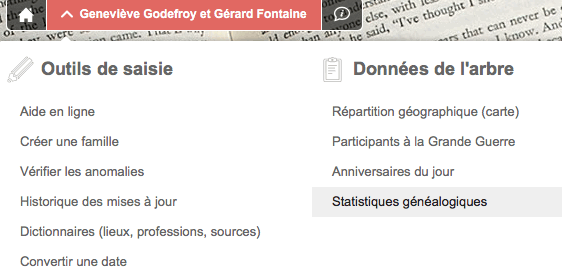 Geneviève Godefroy et Gérard Fontaine
Outils de saisie
Aide en ligne
Créer une famille
Vérifier les anomalies
Historique des mises à jour
Dictionnaires (lieux, professions, sources)
Convertir une date
Données de l'arbre
Répartition géographique (carte)
Participants à la Grande Guerre
Anniversaires du jour
Statistiques généalogiques